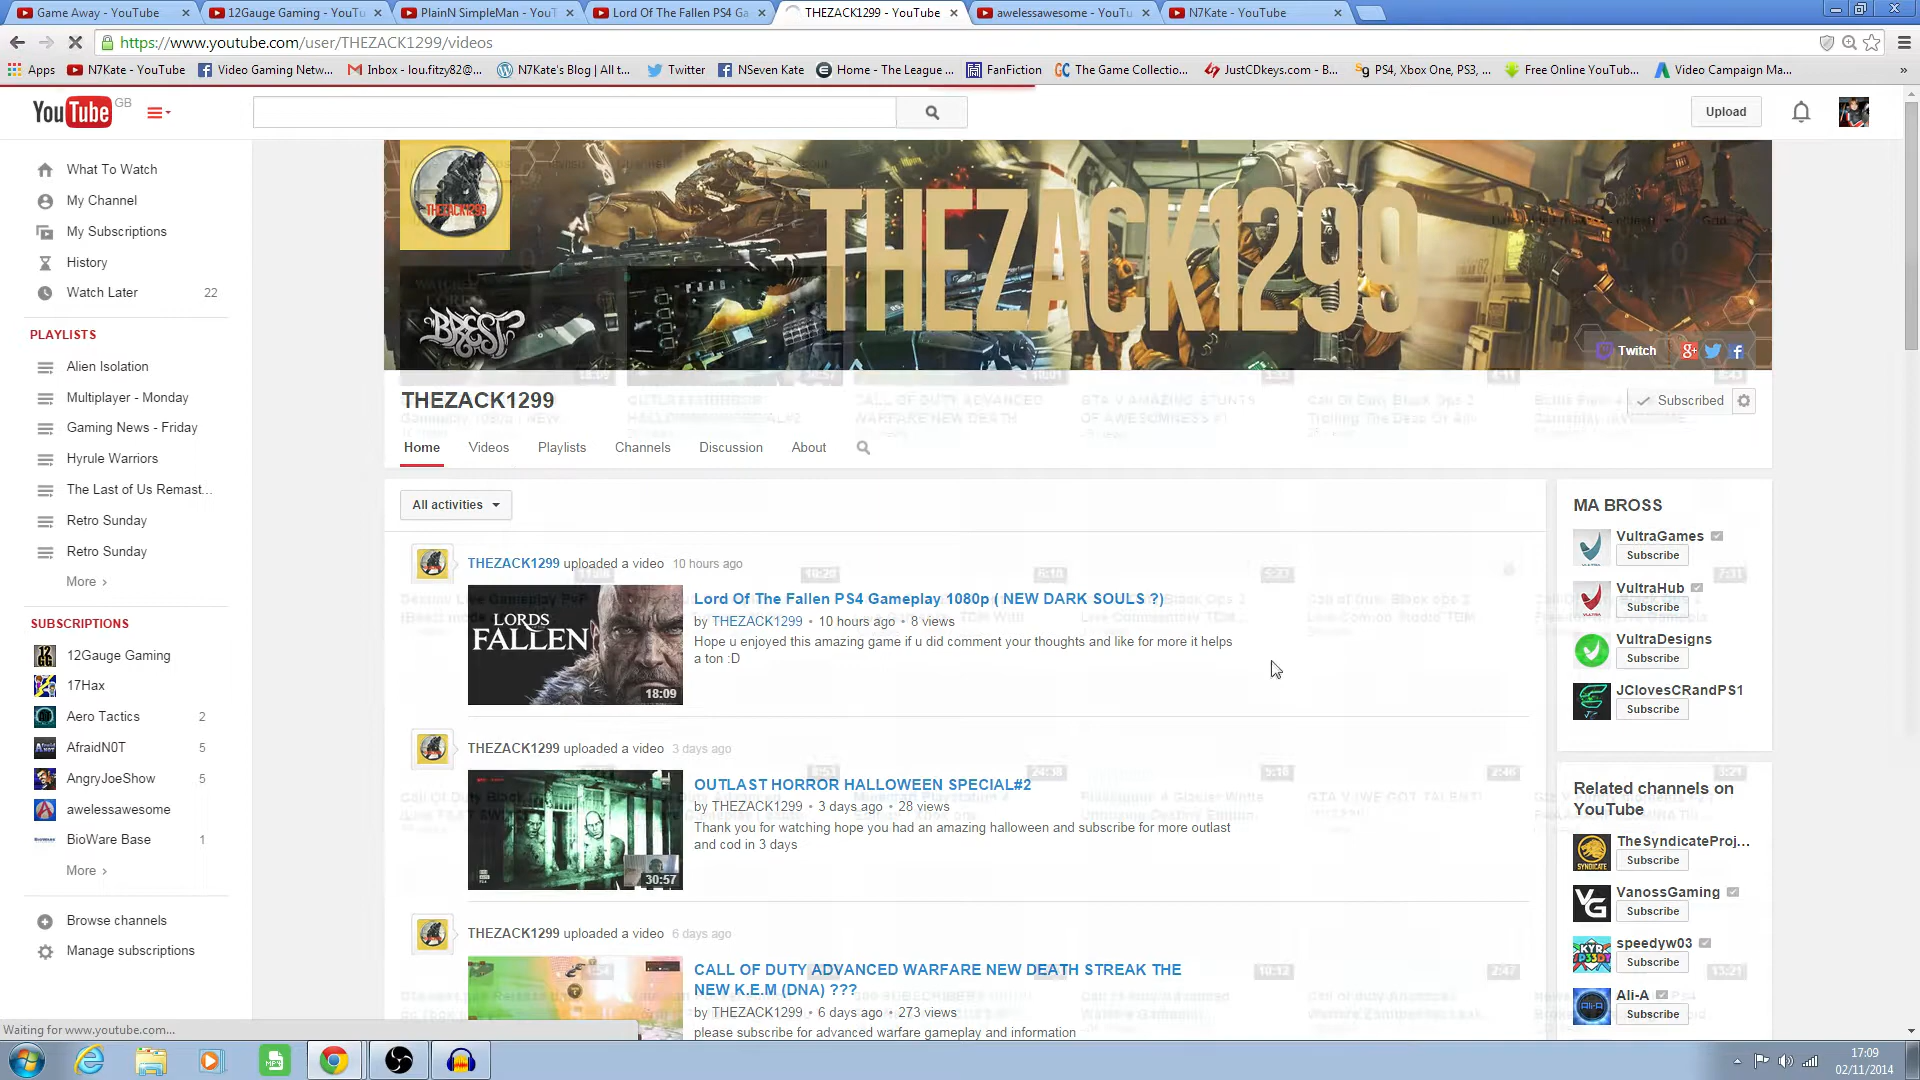 Game Away - YouTube
12Gauge Gaming - YouTu
PlainN SimpleMan - YouT
Lord Of The Fallen PS4 Ga
THEZACK1299 - YouTube
awelessawesome - YouTu
N7Kate - YouTube
https://www.youtube.com/user/THEZACK1299/videos
Apps
N7Kate - YouTube
Video Gaming Netw...
Inbox - lou.fitzy82@...
N7Kate's Blog | All t...
Twitter
NSeven Kate
Home - The League ...
FanFiction
The Game Collectio...
JustCDkeys.com - B...
PS4, Xbox One, PS3, ...
Free Online YouTub...
Video Campaign Ma...
YouTube GB
Upload
What To Watch
My Channel
My Subscriptions
History
Watch Later 22
PLAYLISTS
Alien Isolation
Multiplayer - Monday
Gaming News - Friday
Hyrule Warriors
The Last of Us Remast...
Retro Sunday
Retro Sunday
More ›
SUBSCRIPTIONS
12Gauge Gaming
17Hax
Aero Tactics 2
AfraidN0T 5
AngryJoeShow 5
awelessawesome
BioWare Base 1
More ›
Browse channels
Manage subscriptions
THEZACK1299
THEZACK1299
BREST
Twitch
THEZACK1299
Subscribed
Home
Videos
Playlists
Channels
Discussion
About
All activities
THEZACK1299 uploaded a video 10 hours ago
LORDS
FALLEN
18:09
Lord Of The Fallen PS4 Gameplay 1080p ( NEW DARK SOULS ?)
by THEZACK1299 • 10 hours ago • 8 views
Hope u enjoyed this amazing game if u did comment your thoughts and like for more it helps
a ton :D
THEZACK1299 uploaded a video 3 days ago
30:57
OUTLAST HORROR HALLOWEEN SPECIAL#2
by THEZACK1299 • 3 days ago • 28 views
Thank you for watching hope you had an amazing halloween and subscribe for more outlast
and cod in 3 days
THEZACK1299 uploaded a video 6 days ago
CALL OF DUTY ADVANCED WARFARE NEW DEATH STREAK THE
NEW K.E.M (DNA) ???
by THEZACK1299 • 6 days ago • 273 views
please subscribe for advanced warfare gameplay and information
MA BROSS
VultraGames
Subscribe
VultraHub
Subscribe
VultraDesigns
Subscribe
JClovesCRandPS1
Subscribe
Related channels on
YouTube
TheSyndicateProj...
Subscribe
VanossGaming
Subscribe
speedyw03
Subscribe
Ali-A
Subscribe
Waiting for www.youtube.com...
17:09
02/11/2014